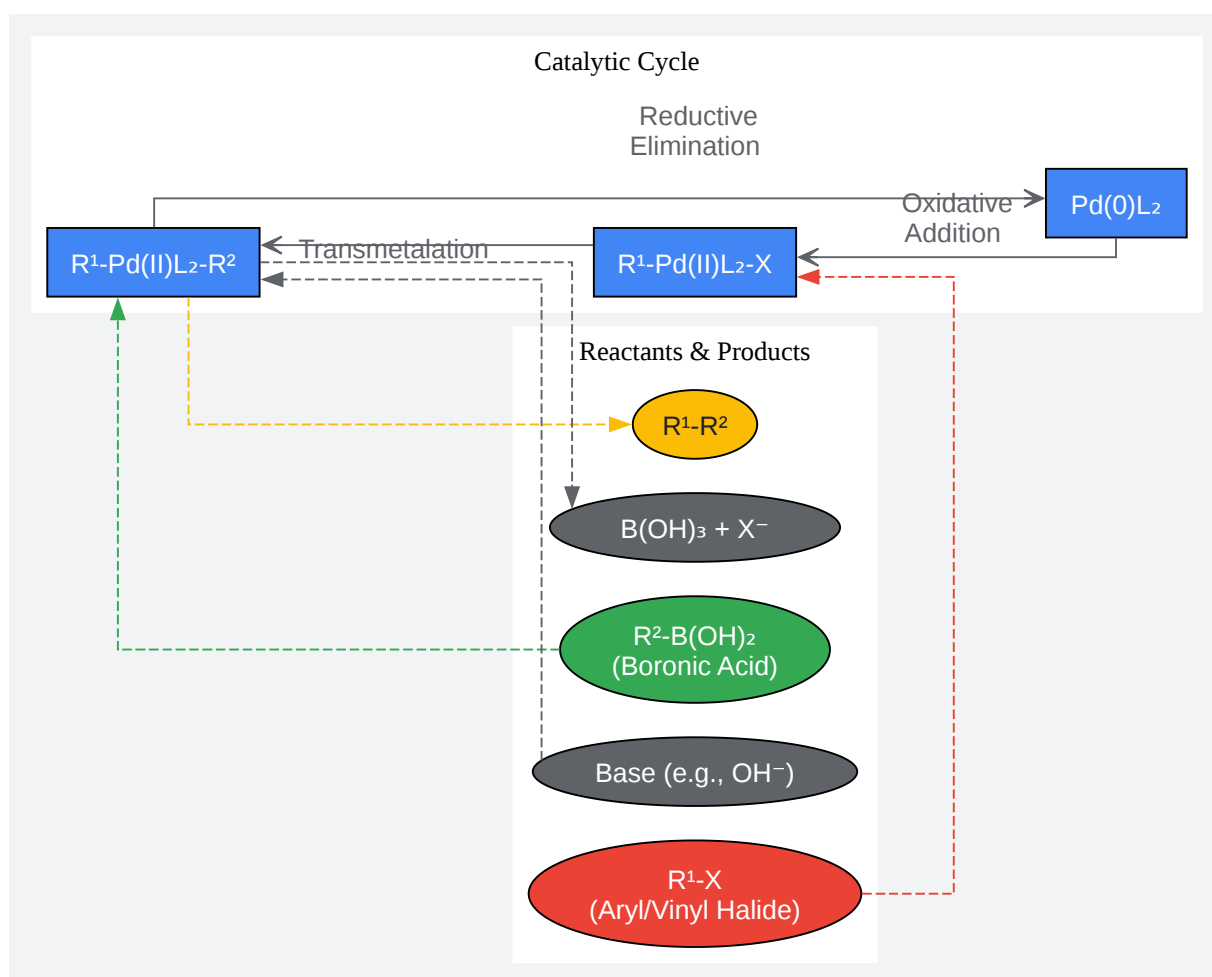 Catalytic Cycle
Reductive
Elimination
Oxidative
Addition
Pd(0)L₂
Transmetalation
R¹-Pd(II)L₂-R²
R¹-Pd(II)L₂-X
Reactants & Products
R¹-R²
B(OH)₃ + X⁻
R²-B(OH)₂
(Boronic Acid)
Base (e.g., OH⁻)
R¹-X
(Aryl/Vinyl Halide)